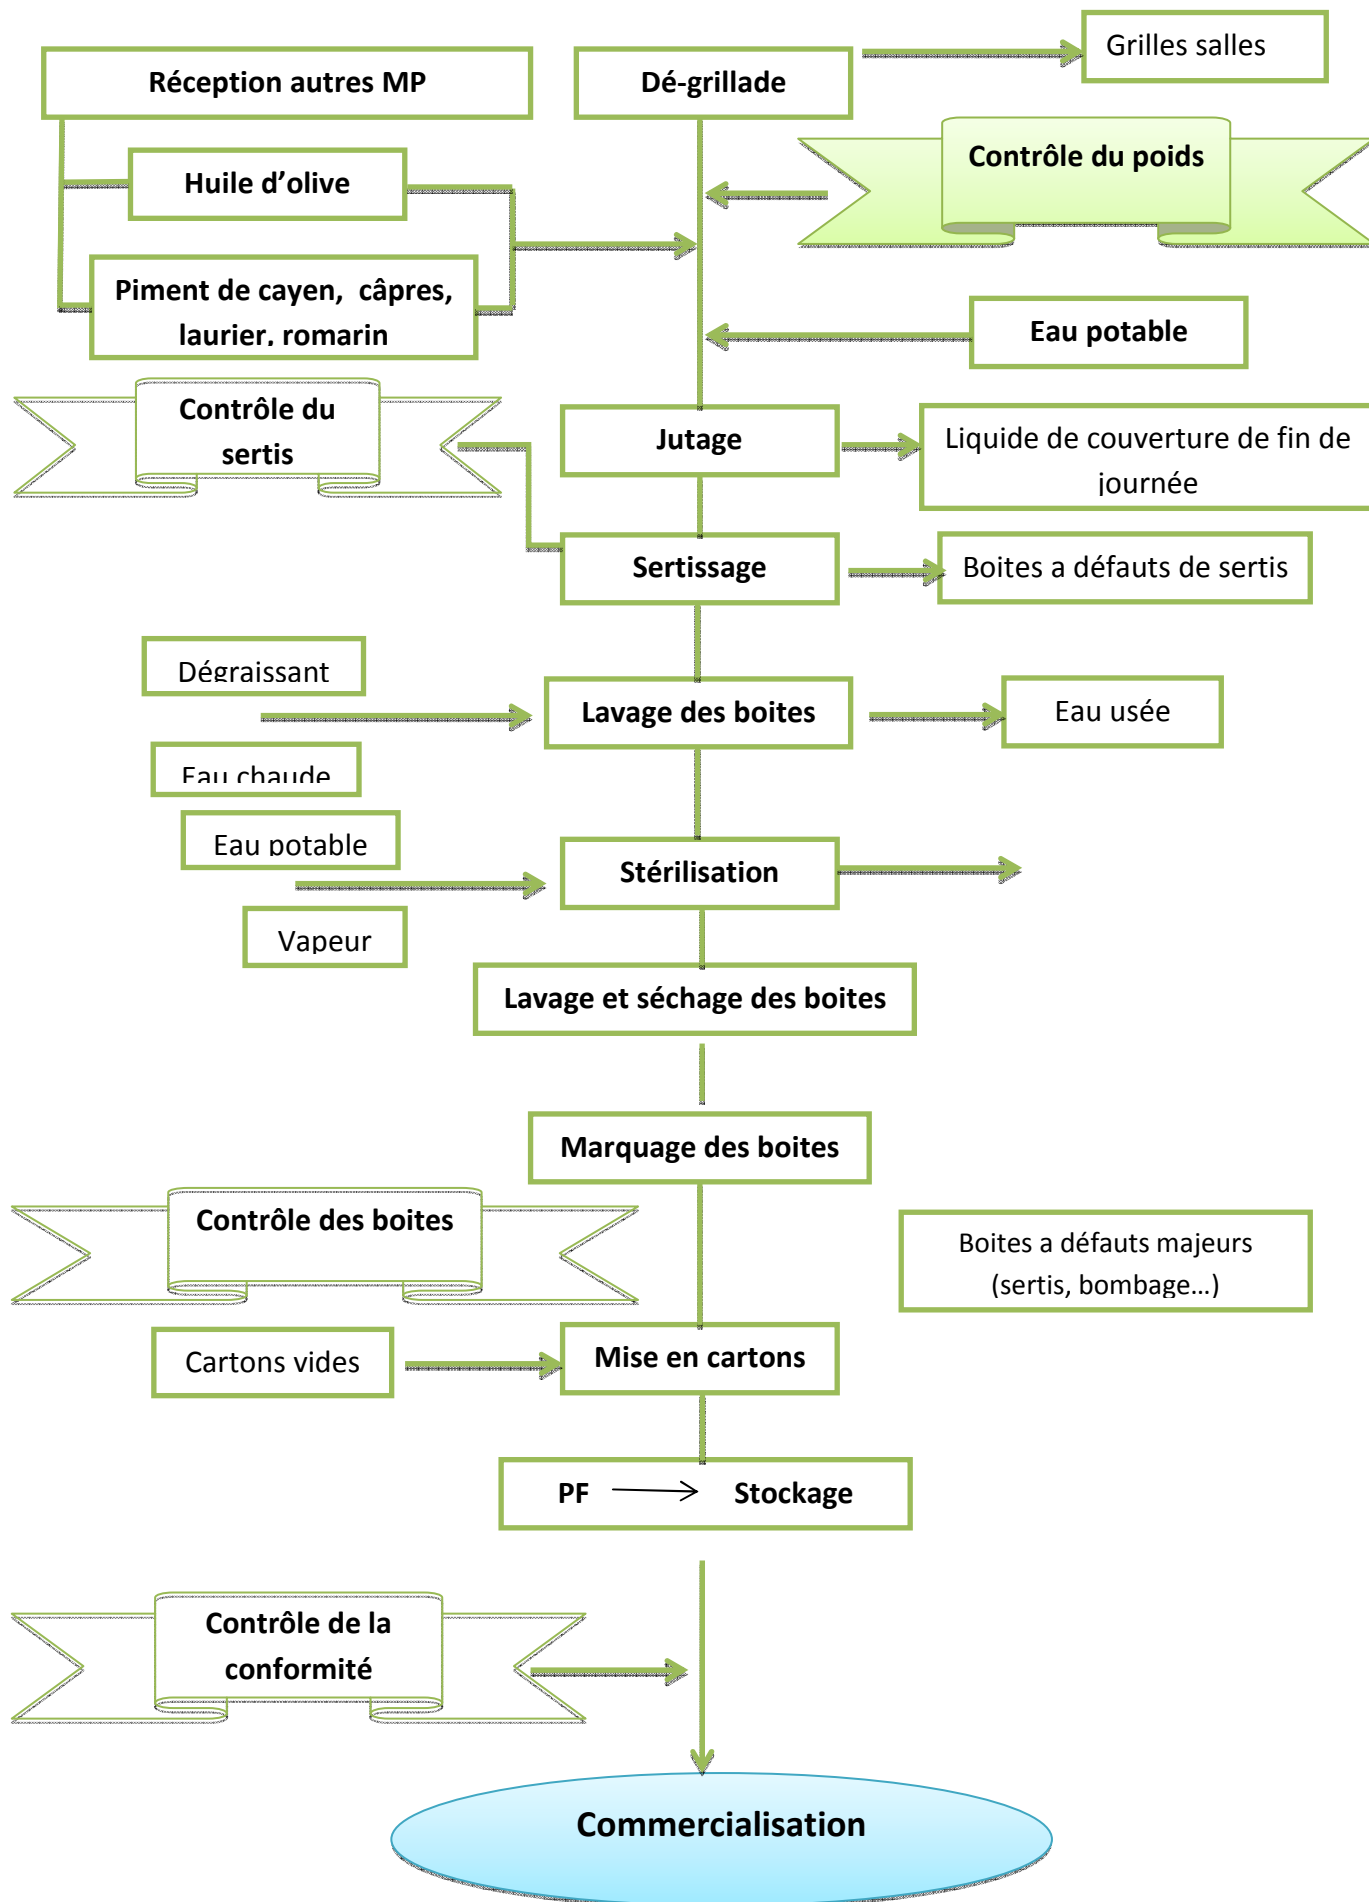 Grilles salles
Réception autres MP
Dé-grillade
Contrôle du poids
Huile d’olive
Piment de cayen, câpres,
laurier, romarin
Eau potable
Contrôle du
sertis
Jutage
Liquide de couverture de fin de
journée
Sertissage
Boites a défauts de sertis
Dégraissant
Lavage des boites
Eau usée
Eau chaude
Eau potable
Stérilisation
Vapeur
Lavage et séchage des boites
Marquage des boites
Contrôle des boites
Boites a défauts majeurs
(sertis, bombage…)
Cartons vides
Mise en cartons
PF → Stockage
Contrôle de la
conformité
Commercialisation